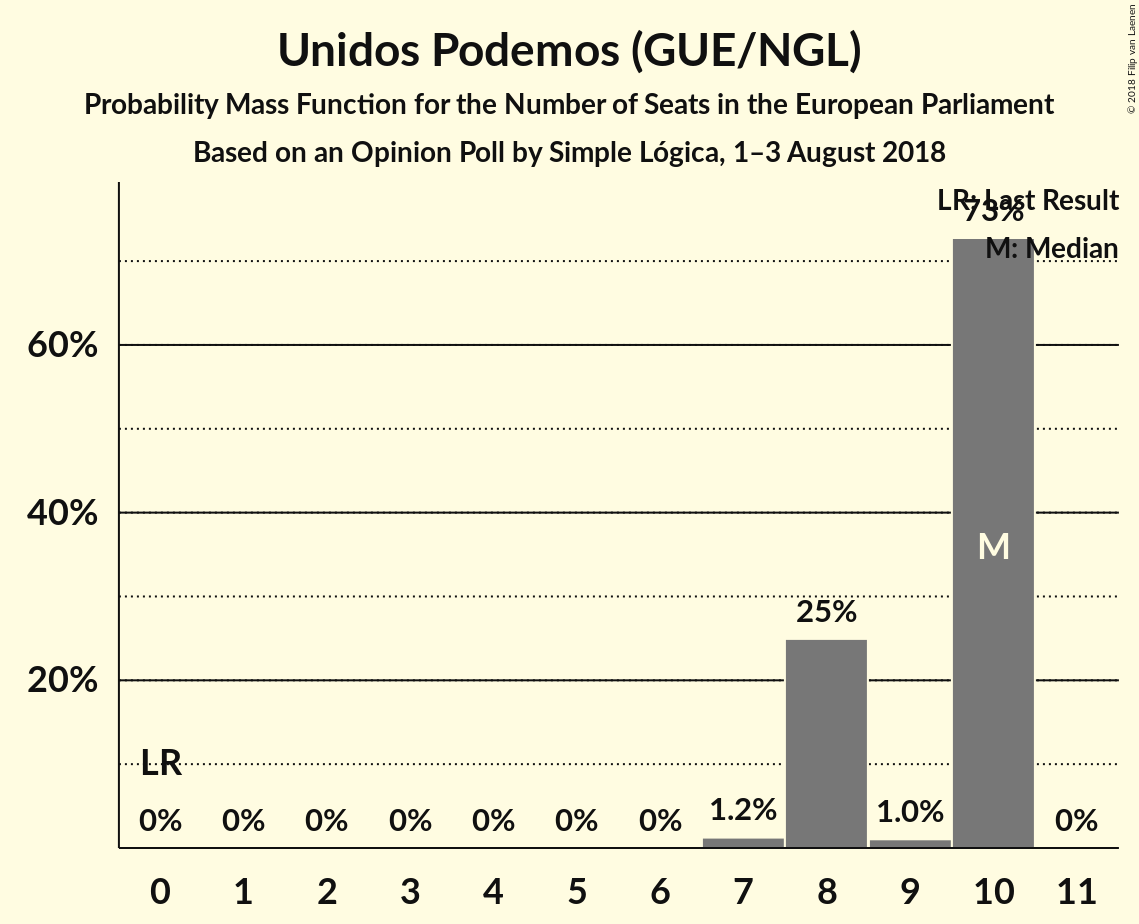 Unidos Podemos (GUE/NGL)
Probability Mass Function for the Number of Seats in the European Parliament
Based on an Opinion Poll by Simple Lógica, 1–3 August 2018
© 2018 Filip van Laenen
LR: Last Result
M: Median
73%
60%
40%
M
25%
20%
LR
0% 0% 0% 0% 0% 0% 0% 1.2% 1.0% 0%
0 1 2 3 4 5 6 7 8 9 10 11